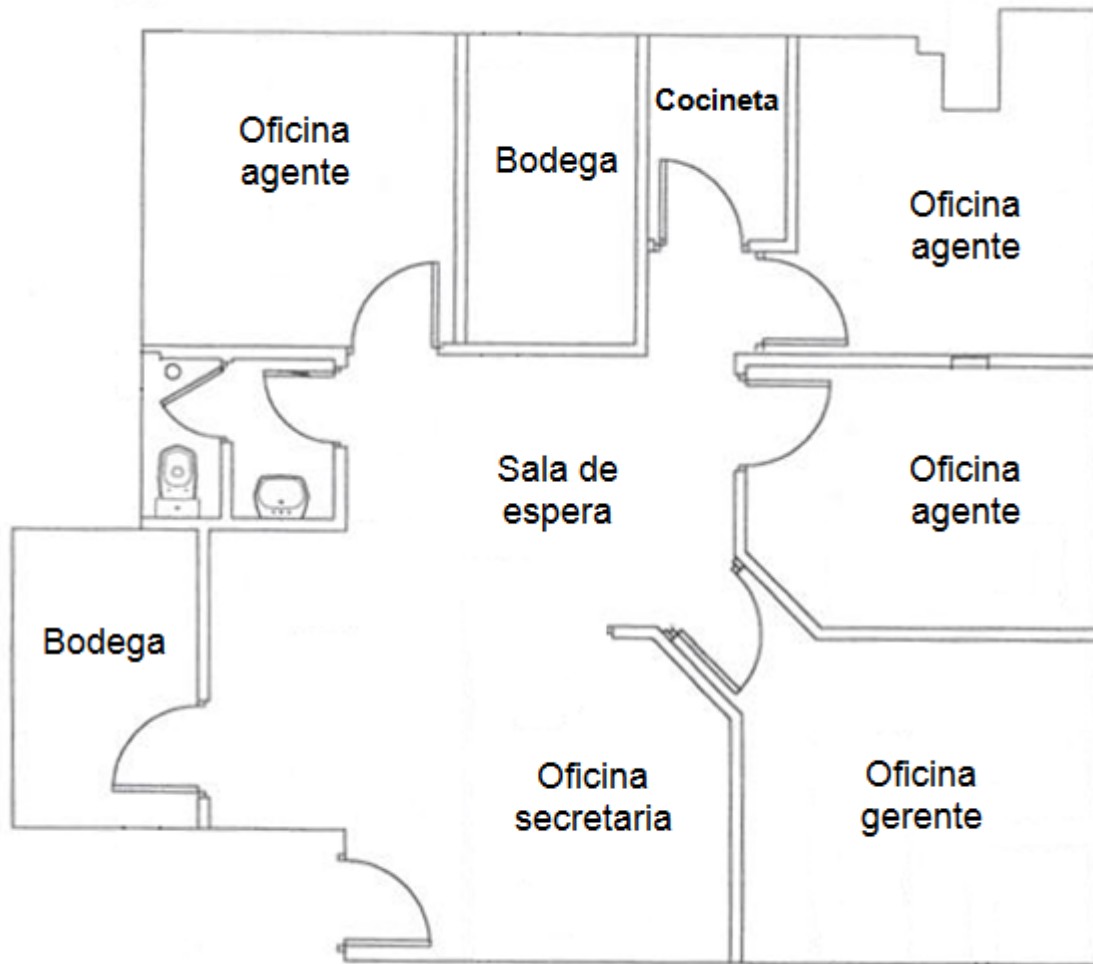 Oficina
agente
Bodega
Cocineta
Oficina
agente
Sala de
espera
Oficina
agente
Bodega
Oficina
secretaria
Oficina
gerente